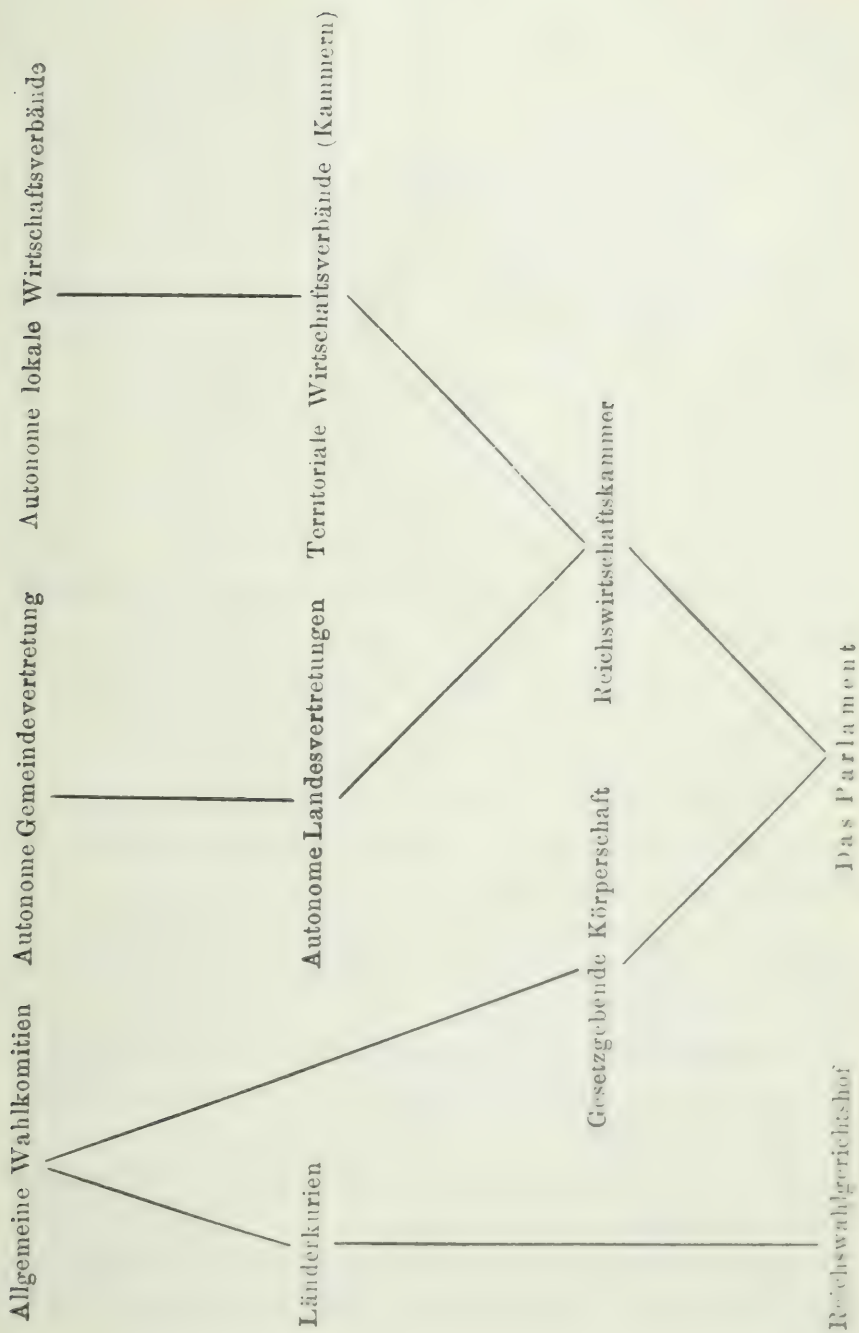 Allgemeine Wahlkomitien
Autonome Gemeindevertretung
Autonome lokale Wirtschaftsverbände
Länderkurien
Autonome Landesvertretungen
Territoriale Wirtschaftsverbände (Kammern)
Gesetzgebende Körperschaft
Reichswirtschaftskammer
Reichswahlgerichtshof
Das Parlament